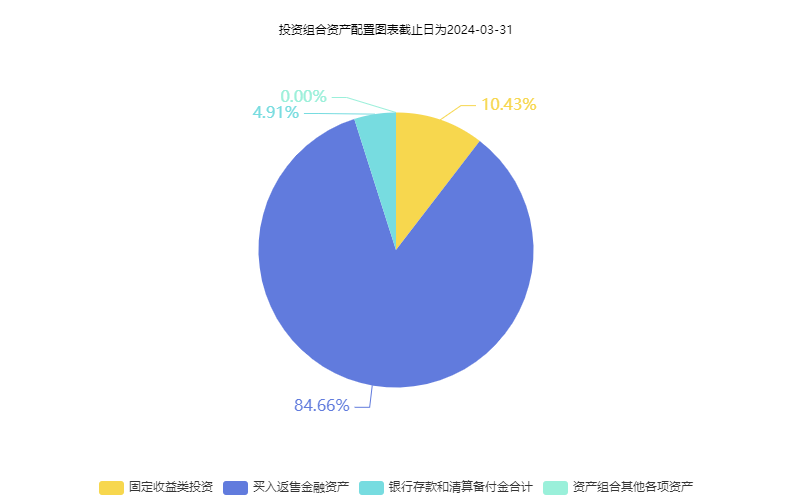 投资组合资产配置图表截止日为2024-03-31
0.00%
10.43%
4.91%
84.66%
固定收益类投资 买入返售金融资产 银行存款和清算备付金合计 资产组合其他各项资产